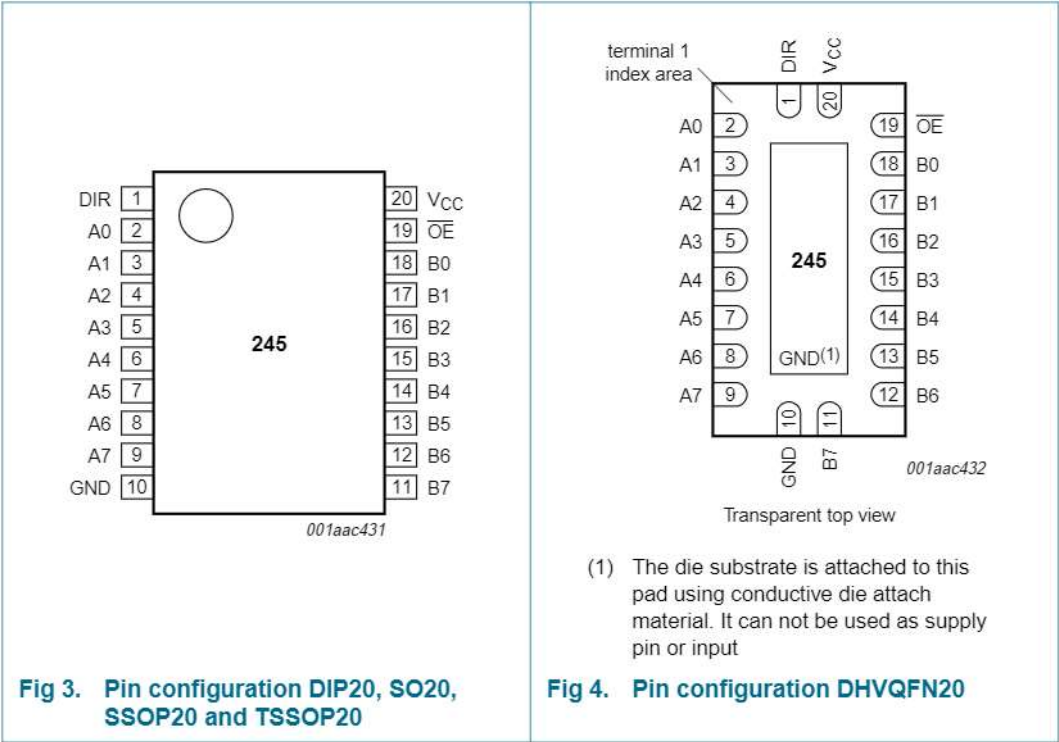 DIR 1
A0 2
A1 3
A2 4
A3 5
A4 6
A5 7
A6 8
A7 9
GND 10
245
20 VCC
19 OE
18 B0
17 B1
16 B2
15 B3
14 B4
13 B5
12 B6
11 B7
001aac431
Fig 3. Pin configuration DIP20, SO20,
SSOP20 and TSSOP20
terminal 1
index area
DIR
VCC
1
20
A0 2
A1 3
A2 4
A3 5
A4 6
A5 7
A6 8
A7 9
245
GND(1)
19 OE
18 B0
17 B1
16 B2
15 B3
14 B4
13 B5
12 B6
10
11
GND
B7
001aac432
Transparent top view
(1) The die substrate is attached to this
pad using conductive die attach
material. It can not be used as supply
pin or input
Fig 4. Pin configuration DHVQFN20